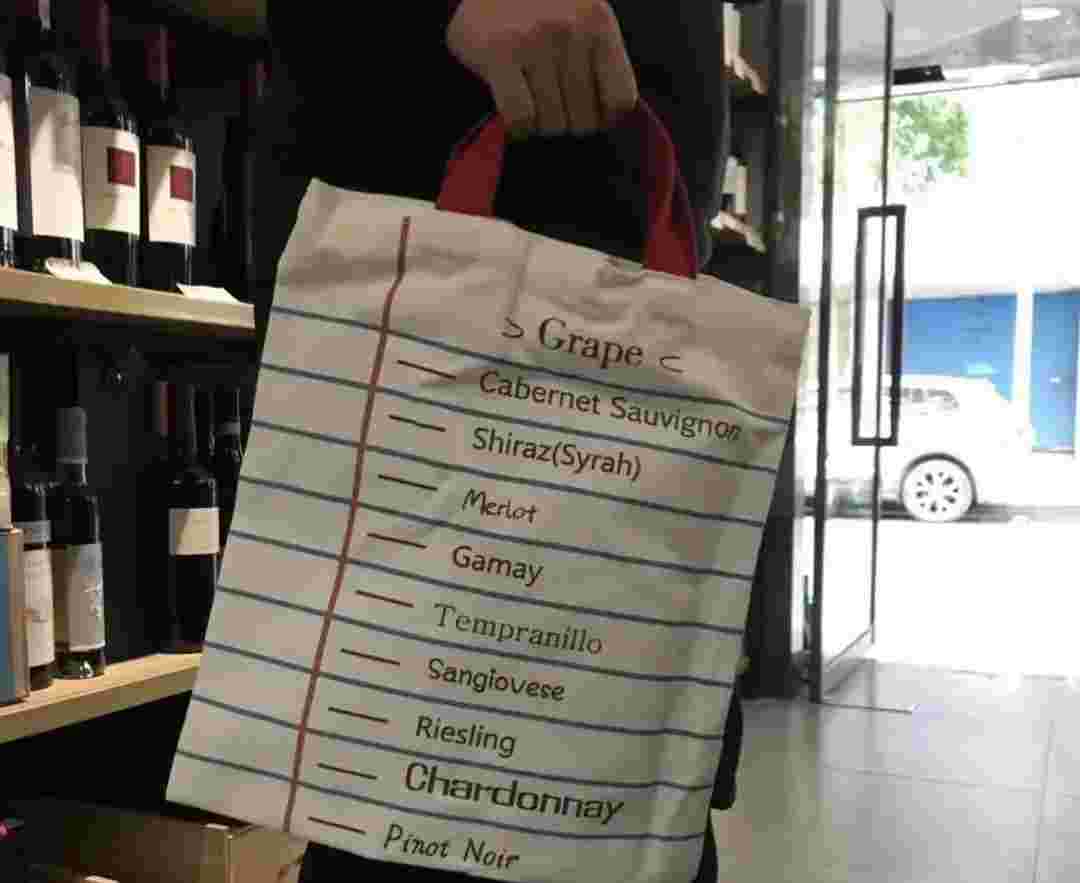 Grape
Cabernet Sauvignon
Shiraz(Syrah)
Merlot
Gamay
Tempranillo
Sangiovese
Riesling
Chardonnay
Pinot Noir